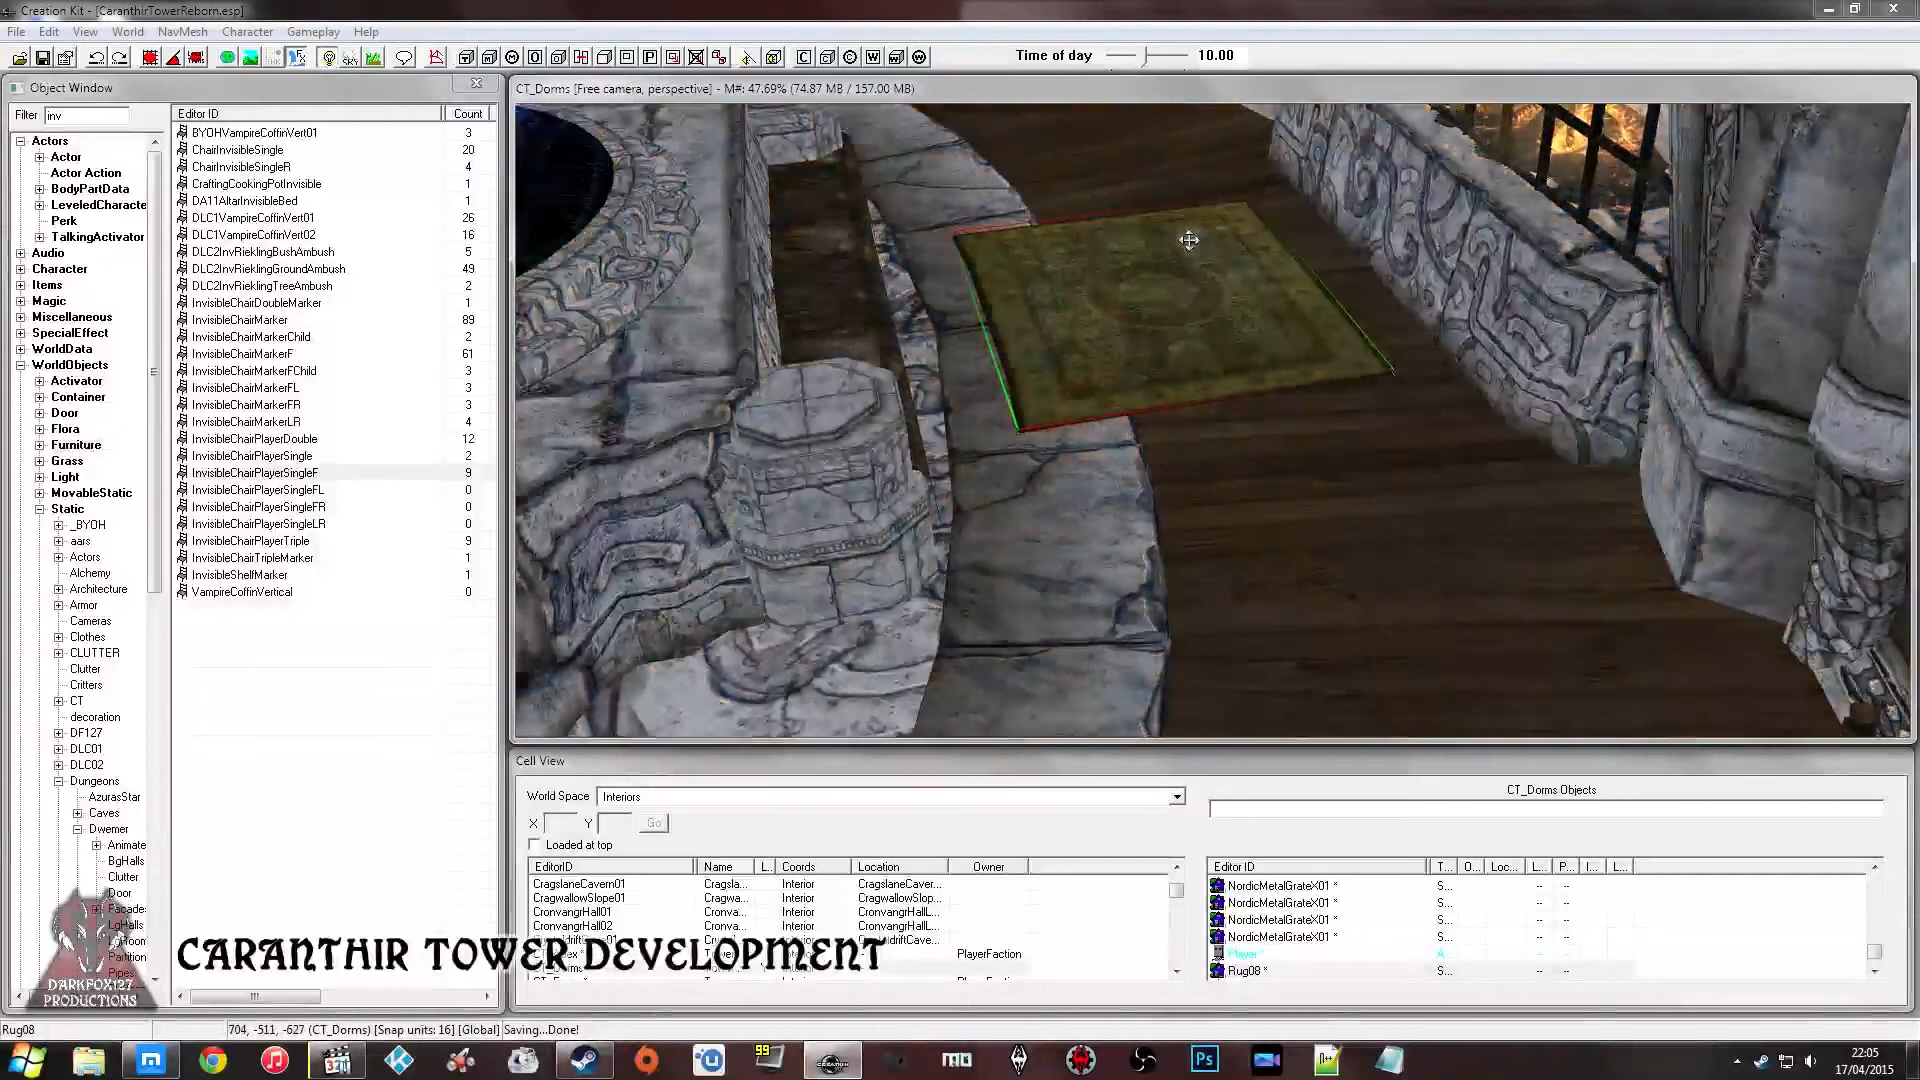 Creation Kit - [CaranthirTowerReborn.esp]
File Edit View World NavMesh Character Gameplay Help
Time of day 10.00
Object Window
Filter inv
Actors
Actor
Actor Action
BodyPartData
LeveledCharacte
Perk
TalkingActivator
Audio
Character
Items
Magic
Miscellaneous
SpecialEffect
WorldData
WorldObjects
Activator
Container
Door
Flora
Furniture
Grass
Light
MovableStatic
Static
_BYOH
aars
Actors
Alchemy
Architecture
Armor
Cameras
Clothes
CLUTTER
Clutter
Critters
CT
decoration
DF127
DLC01
DLC02
Dungeons
AzurasStar
Caves
Dwemer
Animate
BgHalls
Clutter
Door
Facade
LgHalls
Partition
Pipes
Editor ID Count
BYOHVampireCoffinVert01 3
ChairInvisibleSingle 20
ChairInvisibleSingleR 4
CraftingCookingPotInvisible 1
DA11AltarInvisibleBed 1
DLC1VampireCoffinVert01 26
DLC1VampireCoffinVert02 16
DLC2InvRieklingBushAmbush 5
DLC2InvRieklingGroundAmbush 49
DLC2InvRieklingTreeAmbush 2
InvisibleChairDoubleMarker 1
InvisibleChairMarker 89
InvisibleChairMarkerChild 2
InvisibleChairMarkerF 61
InvisibleChairMarkerFChild 3
InvisibleChairMarkerFL 3
InvisibleChairMarkerFR 3
InvisibleChairMarkerLR 4
InvisibleChairPlayerDouble 12
InvisibleChairPlayerSingle 2
InvisibleChairPlayerSingleF 9
InvisibleChairPlayerSingleFL 0
InvisibleChairPlayerSingleFR 0
InvisibleChairPlayerSingleLR 0
InvisibleChairPlayerTriple 9
InvisibleChairTripleMarker 1
InvisibleShelfMarker 1
VampireCoffinVertical 0
CT_Dorms [Free camera, perspective] - M#: 47.69% (74.87 MB / 157.00 MB)
Cell View
World Space Interiors
X Y Go
Loaded at top
EditorID Name L.. Coords Location Owner
CragslaneCavern01 Cragsla... Interior CragslaneCaver...
CragwallowSlope01 Cragwa... Interior CragwallowSlop...
CronvangrHall01 Cronva... Interior CronvangrHallL...
CronvangrHall02 Cronva... Interior CronvangrHallL...
PlayerFaction
CT_Dorms Objects
Editor ID T... O... Loc... L... P... I... L...
NordicMetalGrateX01 * S... -- --
NordicMetalGrateX01 * S... -- --
NordicMetalGrateX01 * S... -- --
NordicMetalGrateX01 * S... -- --
Player * A... -- --
Rug08 * S... -- --
CARANTHIR TOWER DEVELOPMENT
DARKFOX127
PRODUCTIONS
Rug08 704, -511, -627 (CT_Dorms) [Snap units: 16] [Global] Saving...Done!
99
22:05
17/04/2015